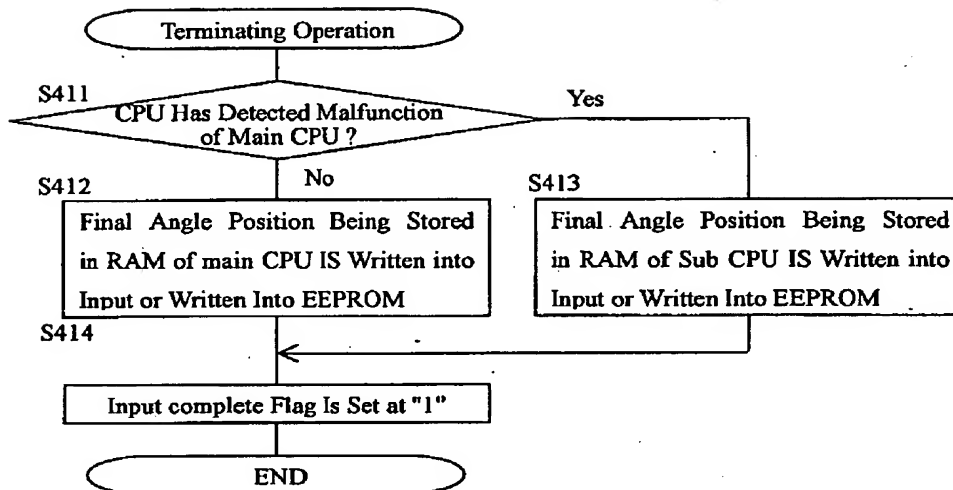 Terminating Operation
S411
CPU Has Detected Malfunction
of Main CPU ?
Yes
No
S412
Final Angle Position Being Stored
in RAM of main CPU IS Written into
Input or Written Into EEPROM
S413
Final Angle Position Being Stored
in RAM of Sub CPU IS Written into
Input or Written Into EEPROM
S414
Input complete Flag Is Set at "1"
END